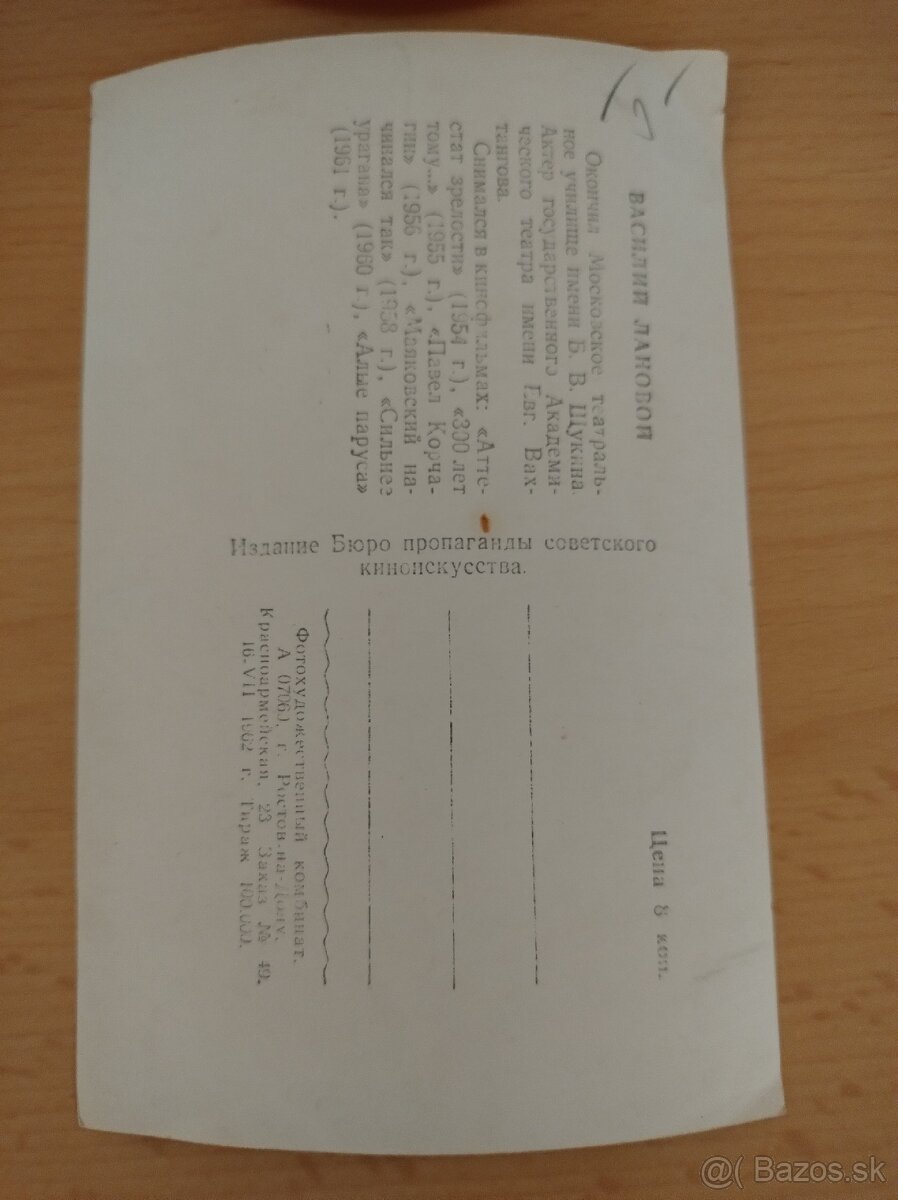 ВАСИЛИЙ ЛАНОВОЙ
Окончил Московское театраль-
ное училище имени Б. В. Щукина.
Актер государственного Академи-
ческого театра имени Евг. Вах-
тангова.
Снимался в кинофильмах: «Атте-
стат зрелости» (1954 г.), «300 лет
тому...» (1955 г.), «Павел Корча-
гин» (1956 г.), «Маяковский на-
чинался так» (1958 г.), «Сильнее
урагана» (1960 г.), «Алые паруса»
(1961 г.).
Издание Бюро пропаганды советского
киноискусства.
Цена 8 коп.
Фотохудожественный комбинат.
А 07060, г. Ростов-на-Дону,
Красноармейская, 23 Заказ № 49.
16.VII 1962 г. Тираж 100.000.
@( Bazos.sk